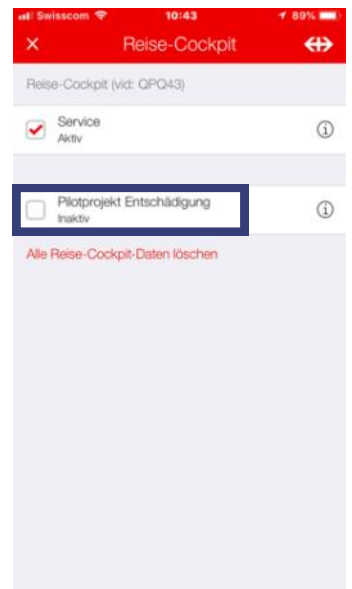 Swisscom 10:43 89%
Reise-Cockpit
Reise-Cockpit (vid: QPQ43)
Service
Aktiv
Pilotprojekt Entschädigung
Inaktiv
Alle Reise-Cockpit-Daten löschen